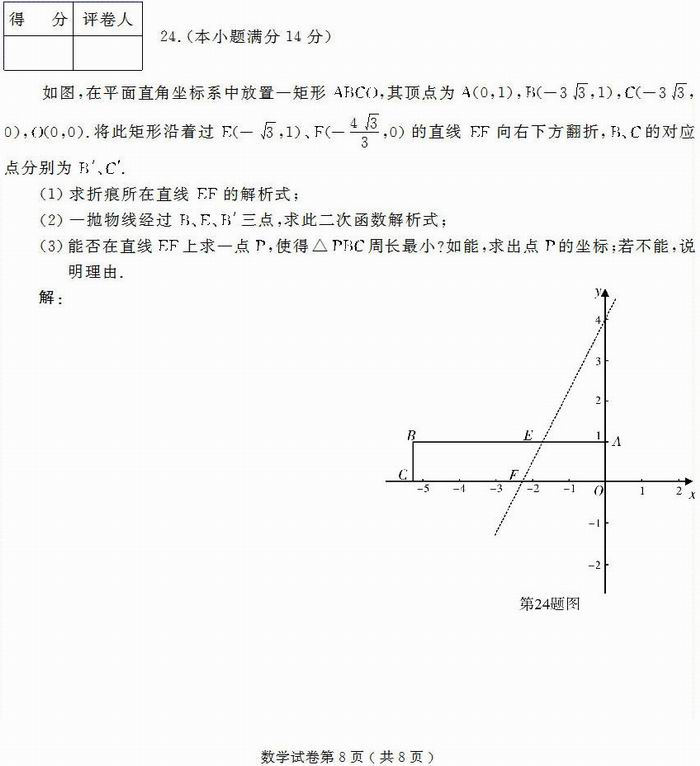 得 分 评卷人
24.(本小题满分 14 分)
如图,在平面直角坐标系中放置一矩形 ABCO,其顶点为 A(0,1),B(-3√3,1),C(-3√3,
0),O(0,0).将此矩形沿着过 E(-√3,1)、F(-4√3/3,0) 的直线 EF 向右下方翻折,B、C 的对应
点分别为 B′、C′.
(1) 求折痕所在直线 EF 的解析式;
(2) 一抛物线经过 B、E、B′ 三点,求此二次函数解析式;
(3) 能否在直线 EF 上求一点 P,使得△PBC 周长最小?如能,求出点 P 的坐标;若不能,说
明理由.
解:
y
4
3
2
B E 1 A
C F
-5 -4 -3 -2 -1 O 1 2 x
-1
-2
第24题图
数学试卷第 8 页 ( 共 8 页 )